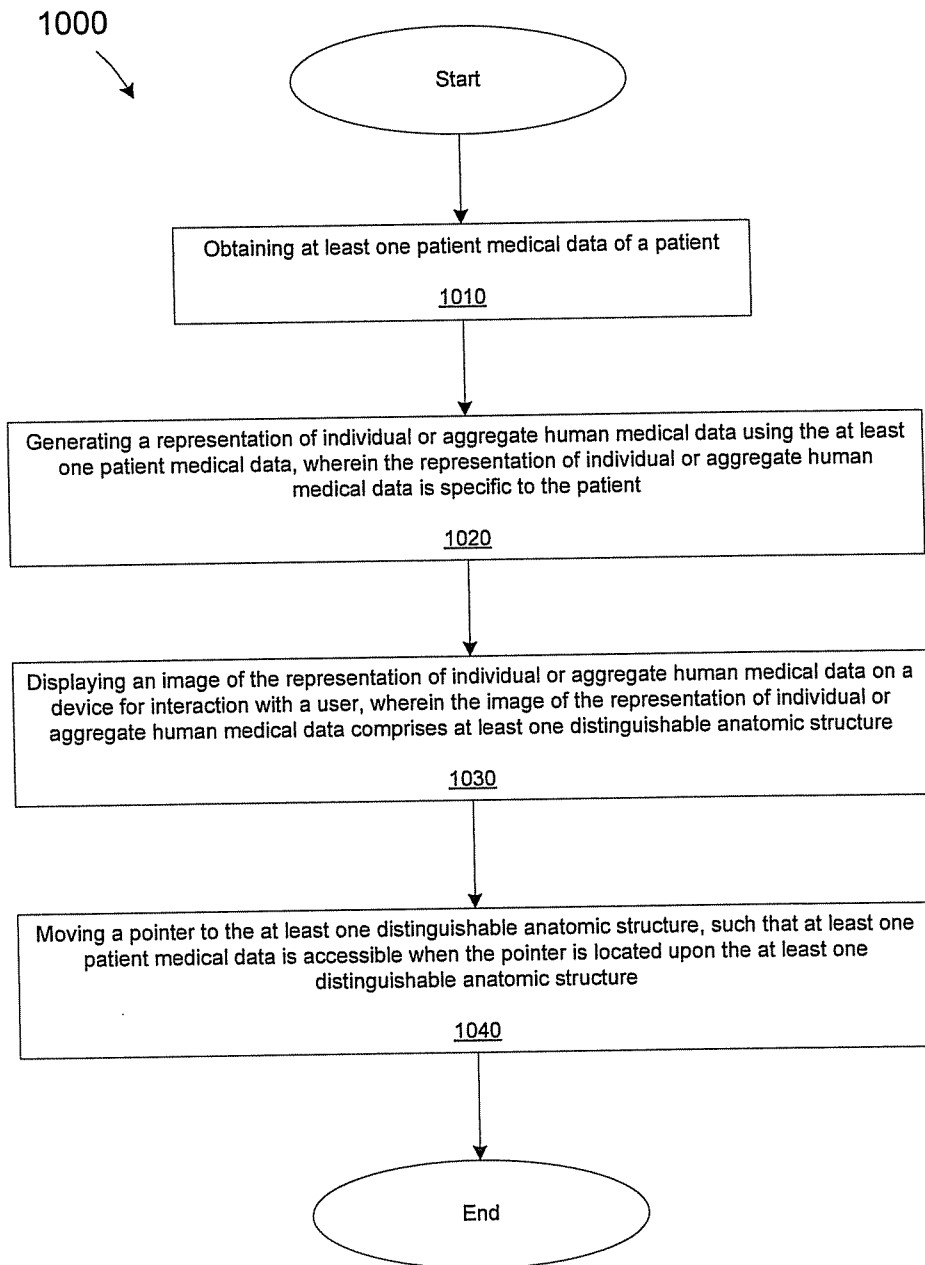 1000
Start
Obtaining at least one patient medical data of a patient
1010
Generating a representation of individual or aggregate human medical data using the at least
one patient medical data, wherein the representation of individual or aggregate human
medical data is specific to the patient
1020
Displaying an image of the representation of individual or aggregate human medical data on a
device for interaction with a user, wherein the image of the representation of individual or
aggregate human medical data comprises at least one distinguishable anatomic structure
1030
Moving a pointer to the at least one distinguishable anatomic structure, such that at least one
patient medical data is accessible when the pointer is located upon the at least one
distinguishable anatomic structure
1040
End